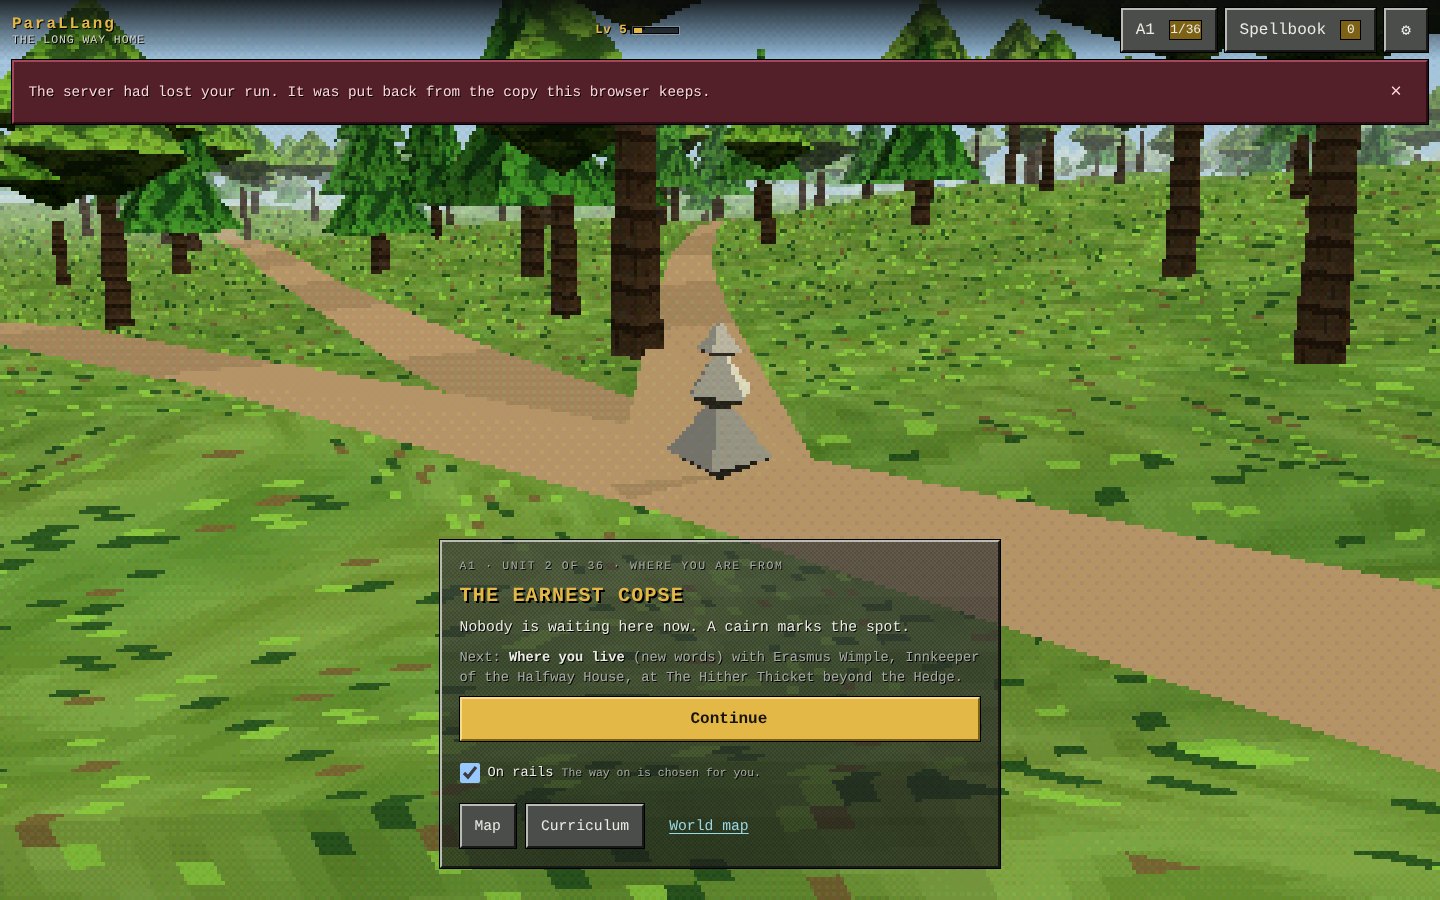 ParaLLang
THE LONG WAY HOME
Lv 5
A1 1/36
Spellbook 0
⚙
The server had lost your run. It was put back from the copy this browser keeps.
×
A1 · UNIT 2 OF 36 · WHERE YOU ARE FROM
THE EARNEST COPSE
Nobody is waiting here now. A cairn marks the spot.
Next: Where you live (new words) with Erasmus Wimple, Innkeeper
of the Halfway House, at The Hither Thicket beyond the Hedge.
Continue
On rails The way on is chosen for you.
Map
Curriculum
World map